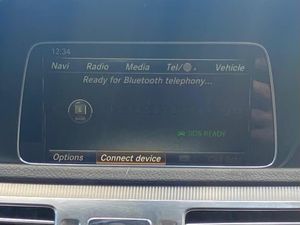 12:34
Navi Radio Media Tel/ Vehicle
Ready for Bluetooth telephony...
SOS READY
Options Connect device